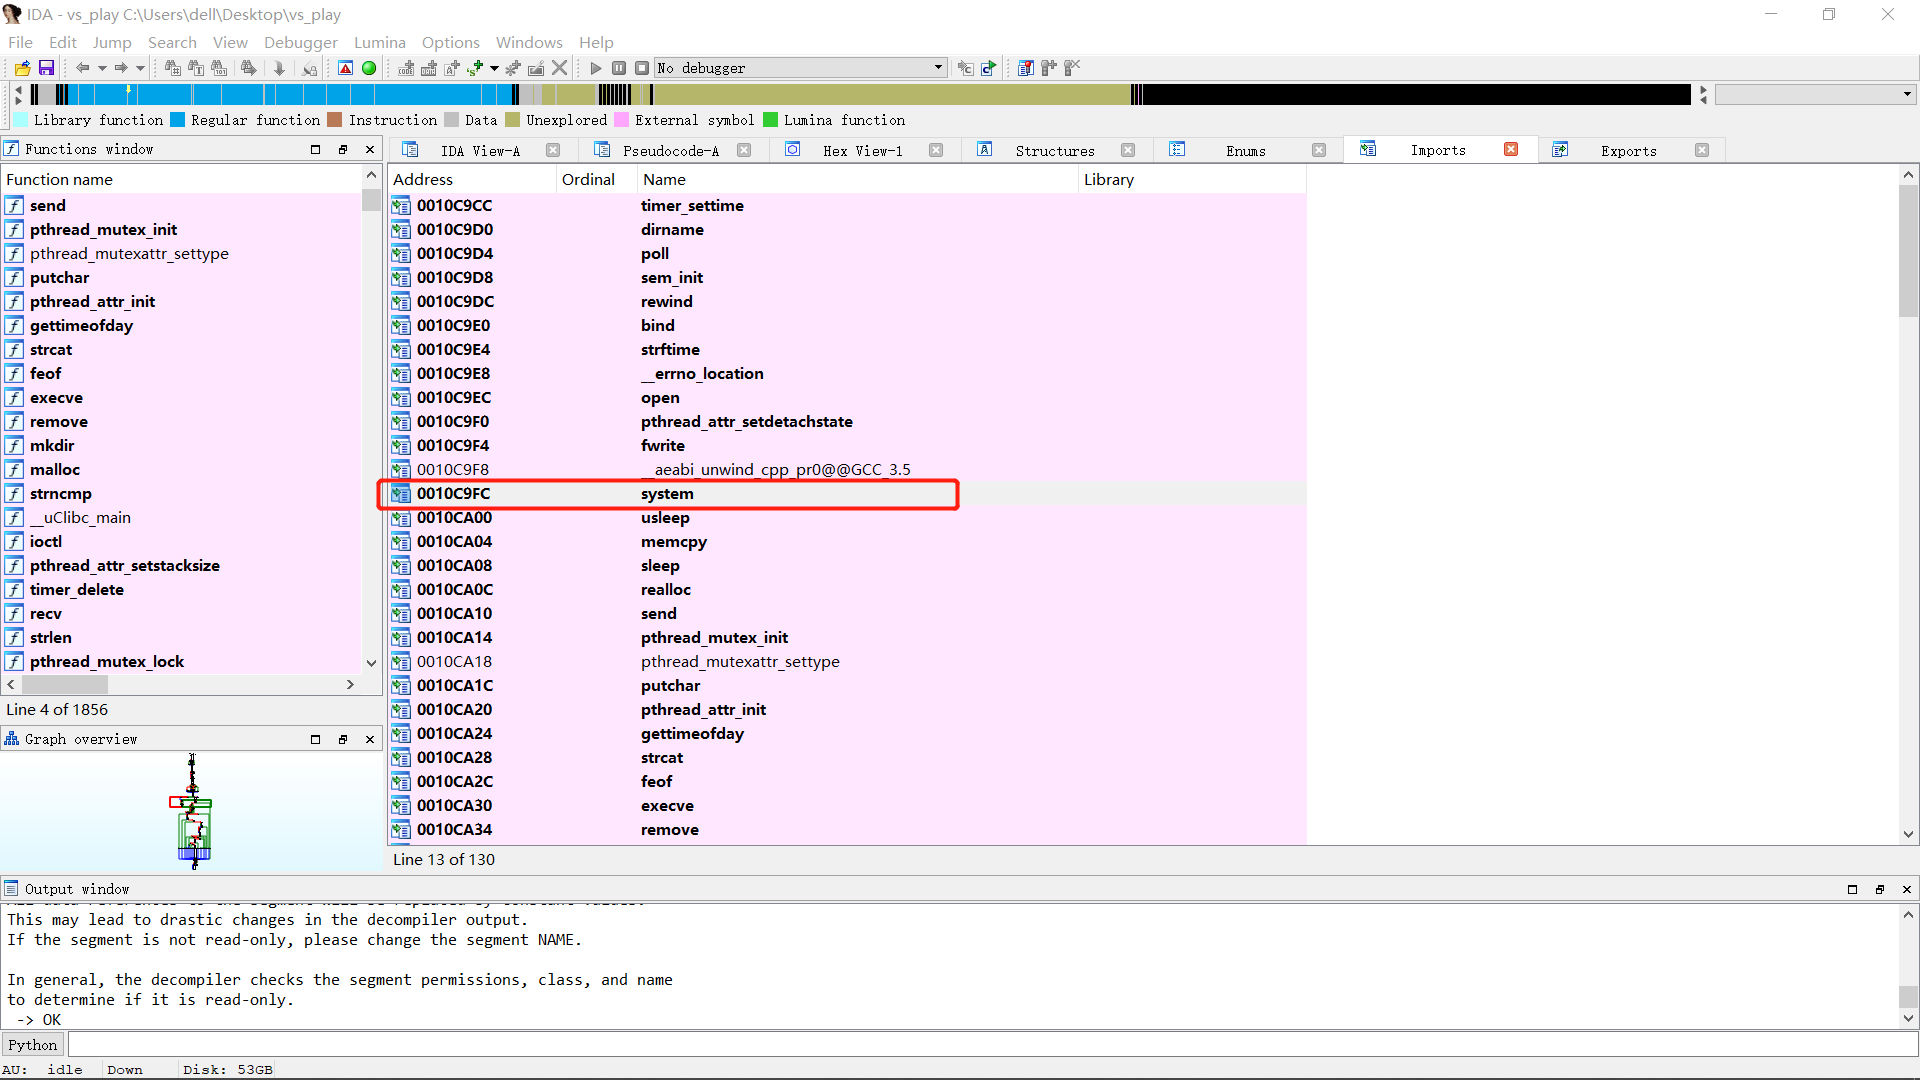 IDA - vs_play C:\Users\dell\Desktop\vs_play
File Edit Jump Search View Debugger Lumina Options Windows Help
No debugger
Library function Regular function Instruction Data Unexplored External symbol Lumina function
Functions window
Function name
send
pthread_mutex_init
pthread_mutexattr_settype
putchar
pthread_attr_init
gettimeofday
strcat
feof
execve
remove
mkdir
malloc
strncmp
__uClibc_main
ioctl
pthread_attr_setstacksize
timer_delete
recv
strlen
pthread_mutex_lock
Line 4 of 1856
Graph overview
IDA View-A Pseudocode-A Hex View-1 Structures Enums Imports Exports
Address Ordinal Name Library
0010C9CC timer_settime
0010C9D0 dirname
0010C9D4 poll
0010C9D8 sem_init
0010C9DC rewind
0010C9E0 bind
0010C9E4 strftime
0010C9E8 __errno_location
0010C9EC open
0010C9F0 pthread_attr_setdetachstate
0010C9F4 fwrite
0010C9F8 __aeabi_unwind_cpp_pr0@@GCC_3.5
0010C9FC system
0010CA00 usleep
0010CA04 memcpy
0010CA08 sleep
0010CA0C realloc
0010CA10 send
0010CA14 pthread_mutex_init
0010CA18 pthread_mutexattr_settype
0010CA1C putchar
0010CA20 pthread_attr_init
0010CA24 gettimeofday
0010CA28 strcat
0010CA2C feof
0010CA30 execve
0010CA34 remove
Line 13 of 130
Output window
This may lead to drastic changes in the decompiler output.
If the segment is not read-only, please change the segment NAME.
In general, the decompiler checks the segment permissions, class, and name
to determine if it is read-only.
-> OK
Python
AU: idle Down Disk: 53GB